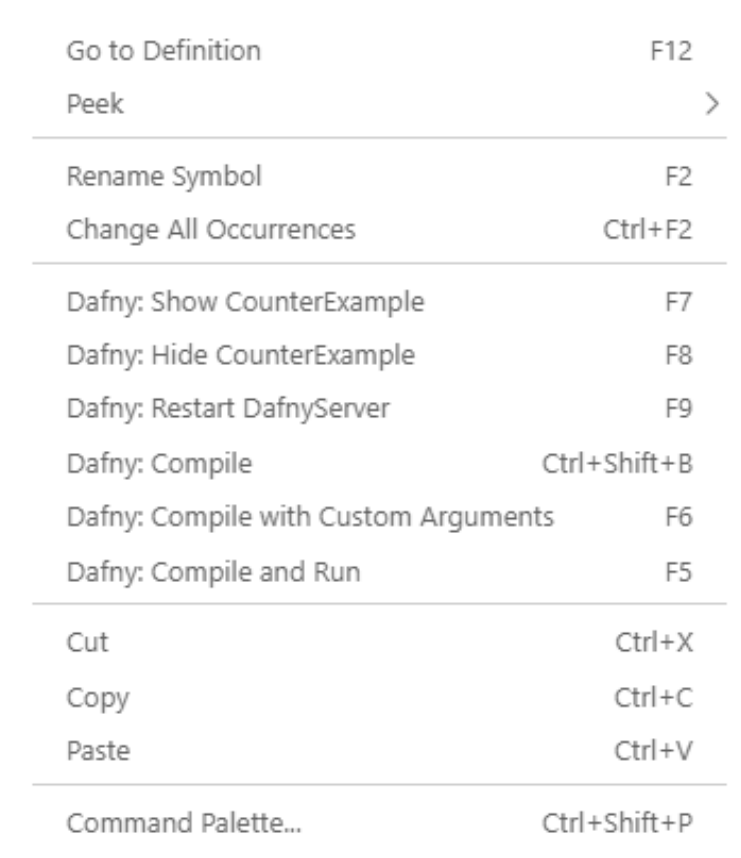 Go to Definition F12
Peek >
Rename Symbol F2
Change All Occurrences Ctrl+F2
Dafny: Show CounterExample F7
Dafny: Hide CounterExample F8
Dafny: Restart DafnyServer F9
Dafny: Compile Ctrl+Shift+B
Dafny: Compile with Custom Arguments F6
Dafny: Compile and Run F5
Cut Ctrl+X
Copy Ctrl+C
Paste Ctrl+V
Command Palette... Ctrl+Shift+P